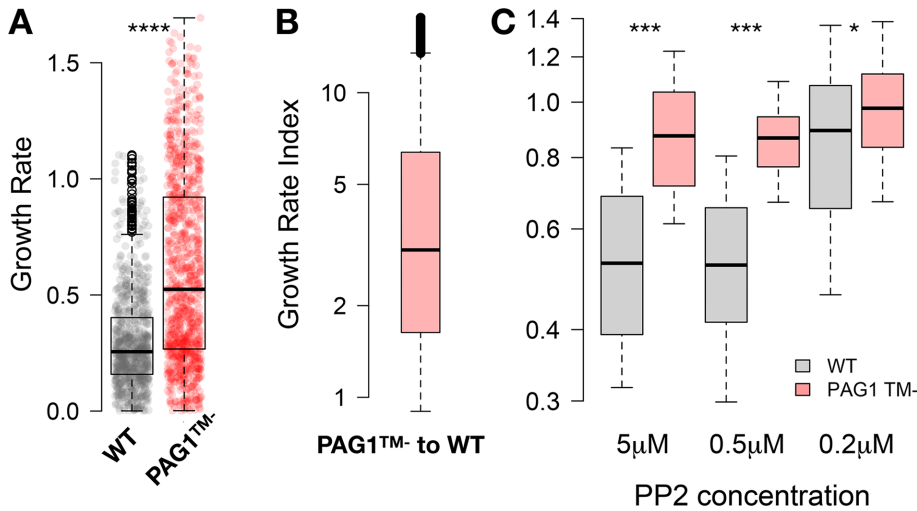 A
****
Growth Rate
1.5
1.0
0.5
0.0
WT
PAG1TM-
B
Growth Rate Index
10
5
2
1
PAG1TM- to WT
C
***
***
*
1.4
1.2
1.0
0.8
0.6
0.4
0.3
WT
PAG1 TM-
5μM
0.5μM
0.2μM
PP2 concentration